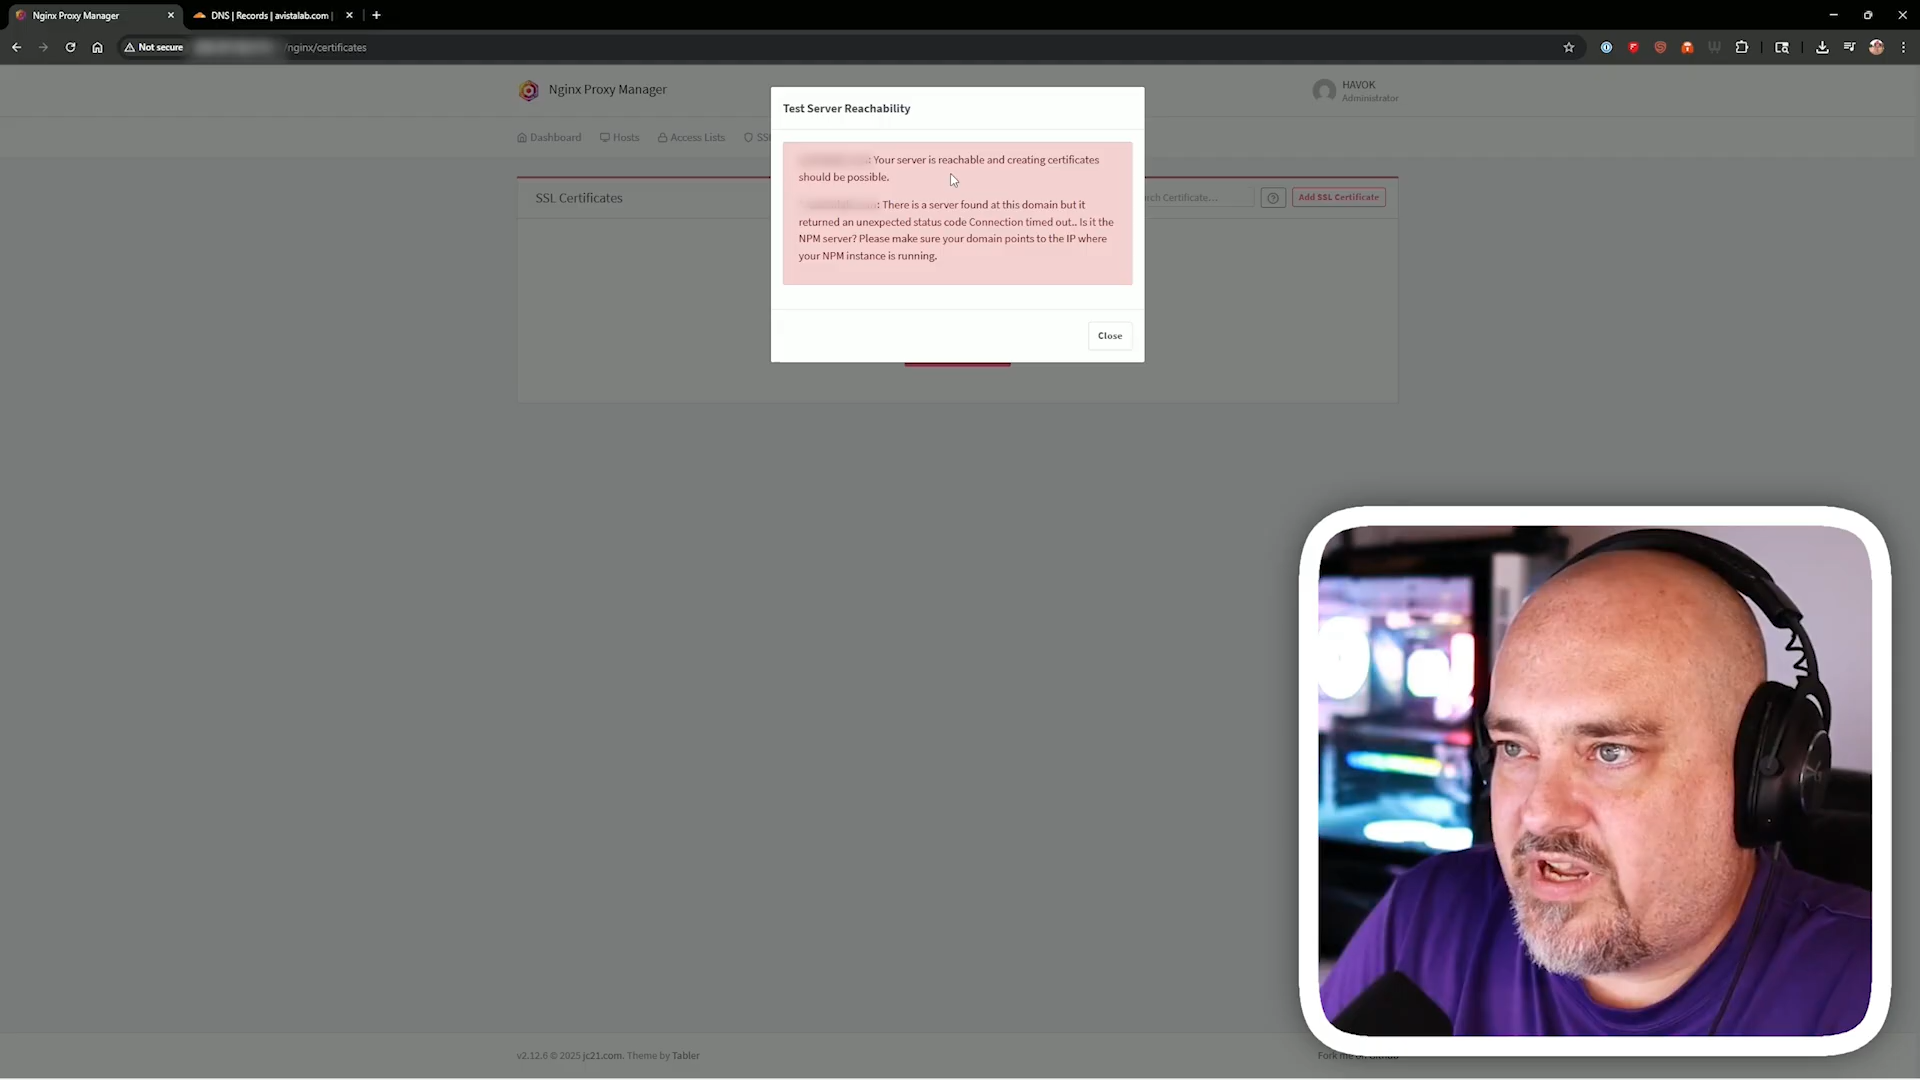 Nginx Proxy Manager
DNS | Records | avistalab.com |
Not secure
/nginx/certificates
Nginx Proxy Manager
HAVOK
Administrator
Test Server Reachability
Dashboard
Hosts
Access Lists
: Your server is reachable and creating certificates
should be possible.
: There is a server found at this domain but it
returned an unexpected status code Connection timed out.. Is it the
NPM server? Please make sure your domain points to the IP where
your NPM instance is running.
SSL Certificates
Certificate...
Add SSL Certificate
Close
v2.12.6 © 2025 jc21.com. Theme by Tabler
Fork me